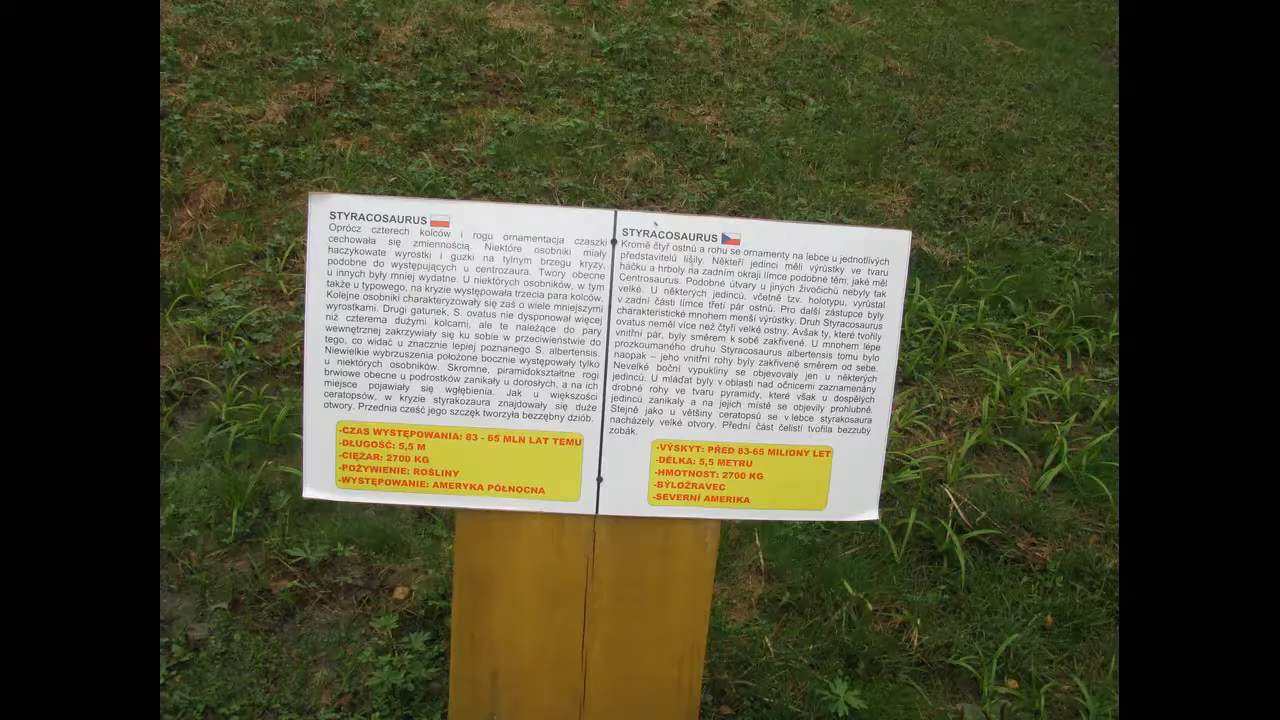 STYRACOSAURUS
Oprócz czterech kolców i rogu ornamentacja czaszki
cechowała się zmiennością. Niektóre osobniki miały
haczykowate wyrostki i guzki na tylnym brzegu kryzy,
podobne do występujących u centrozaura. Twory obecne
u innych były mniej wydatne. U niektórych osobników, w tym
także u typowego, na kryzie występowała trzecia para kolców.
Kolejne osobniki charakteryzowały się zaś o wiele mniejszymi
wyrostkami. Drugi gatunek, S. ovatus nie dysponował więcej
niż czterema dużymi kolcami, ale te należące do pary
wewnętrznej zakrzywiały się ku sobie w przeciwieństwie do
tego, co widać u znacznie lepiej poznanego S. albertensis.
Niewielkie wybrzuszenia położone bocznie występowały tylko
u niektórych osobników. Skromne, piramidokształtne rogi
brwiowe obecne u podrostków zanikały u dorosłych, a na ich
miejsce pojawiały się wgłębienia. Jak u większości
ceratopsów, w kryzie styrakozaura znajdowały się duże
otwory. Przednia cześć jego szczęk tworzyła bezzębny dziób.
-CZAS WYSTĘPOWANIA: 83 - 65 MLN LAT TEMU
-DŁUGOŚĆ: 5,5 M
-CIĘŻAR: 2700 KG
-POŻYWIENIE: ROŚLINY
-WYSTĘPOWANIE: AMERYKA PÓŁNOCNA
STYRACOSAURUS
Kromě čtyř ostnů a rohu se ornamenty na lebce u jednotlivých
představitelů lišily. Někteří jedinci měli výrůstky ve tvaru
háčku a hrboly na zadním okraji límce podobné těm, jaké měl
Centrosaurus. Podobné útvary u jiných živočichů nebyly tak
velké. U některých jedinců, včetně tzv. holotypu, vyrůstal
v zadní části límce třetí pár ostnů. Pro další zástupce byly
charakteristické mnohem menší výrůstky. Druh Styracosaurus
ovatus neměl více než čtyři velké ostny. Avšak ty, které tvořily
vnitřní pár, byly směrem k sobě zakřivené. U mnohem lépe
prozkoumaného druhu Styracosaurus albertensis tomu bylo
naopak – jeho vnitřní rohy byly zakřivené směrem od sebe.
Nevelké boční vypukliny se objevovaly jen u některých
jedinců. U mláďat byly v oblasti nad očnicemi zaznamenány
drobné rohy ve tvaru pyramidy, které však u dospělých
jedinců zanikaly a na jejich místě se objevily prohlubně.
Stejně jako u většiny ceratopsů se v lebce styrakosaura
nacházely velké otvory. Přední část čelistí tvořila bezzubý
zobák.
-VÝSKYT: PŘED 83-65 MILIONY LET
-DÉLKA: 5,5 METRU
-HMOTNOST: 2700 KG
-BÝLOŽRAVEC
-SEVERNÍ AMERIKA